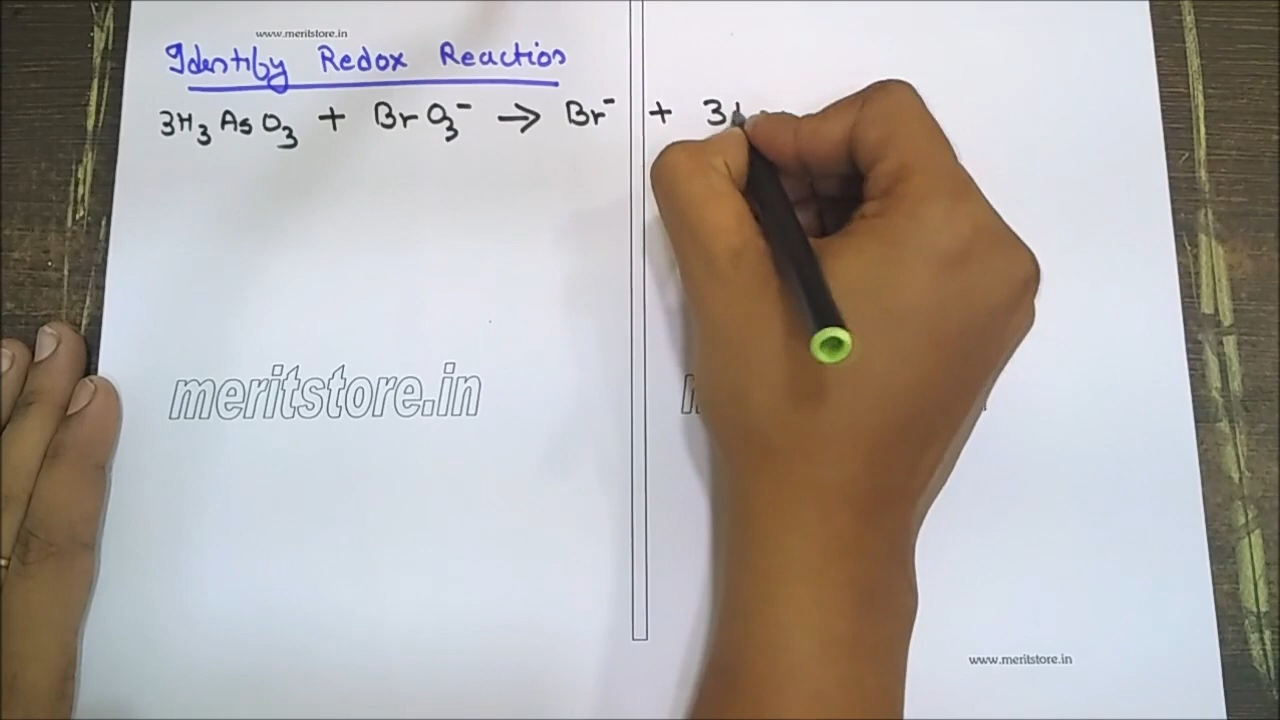 www.meritstore.in
Identify Redox Reaction
3H₃AsO₃ + BrO₃⁻ → Br⁻ + 3
meritstore.in
www.meritstore.in